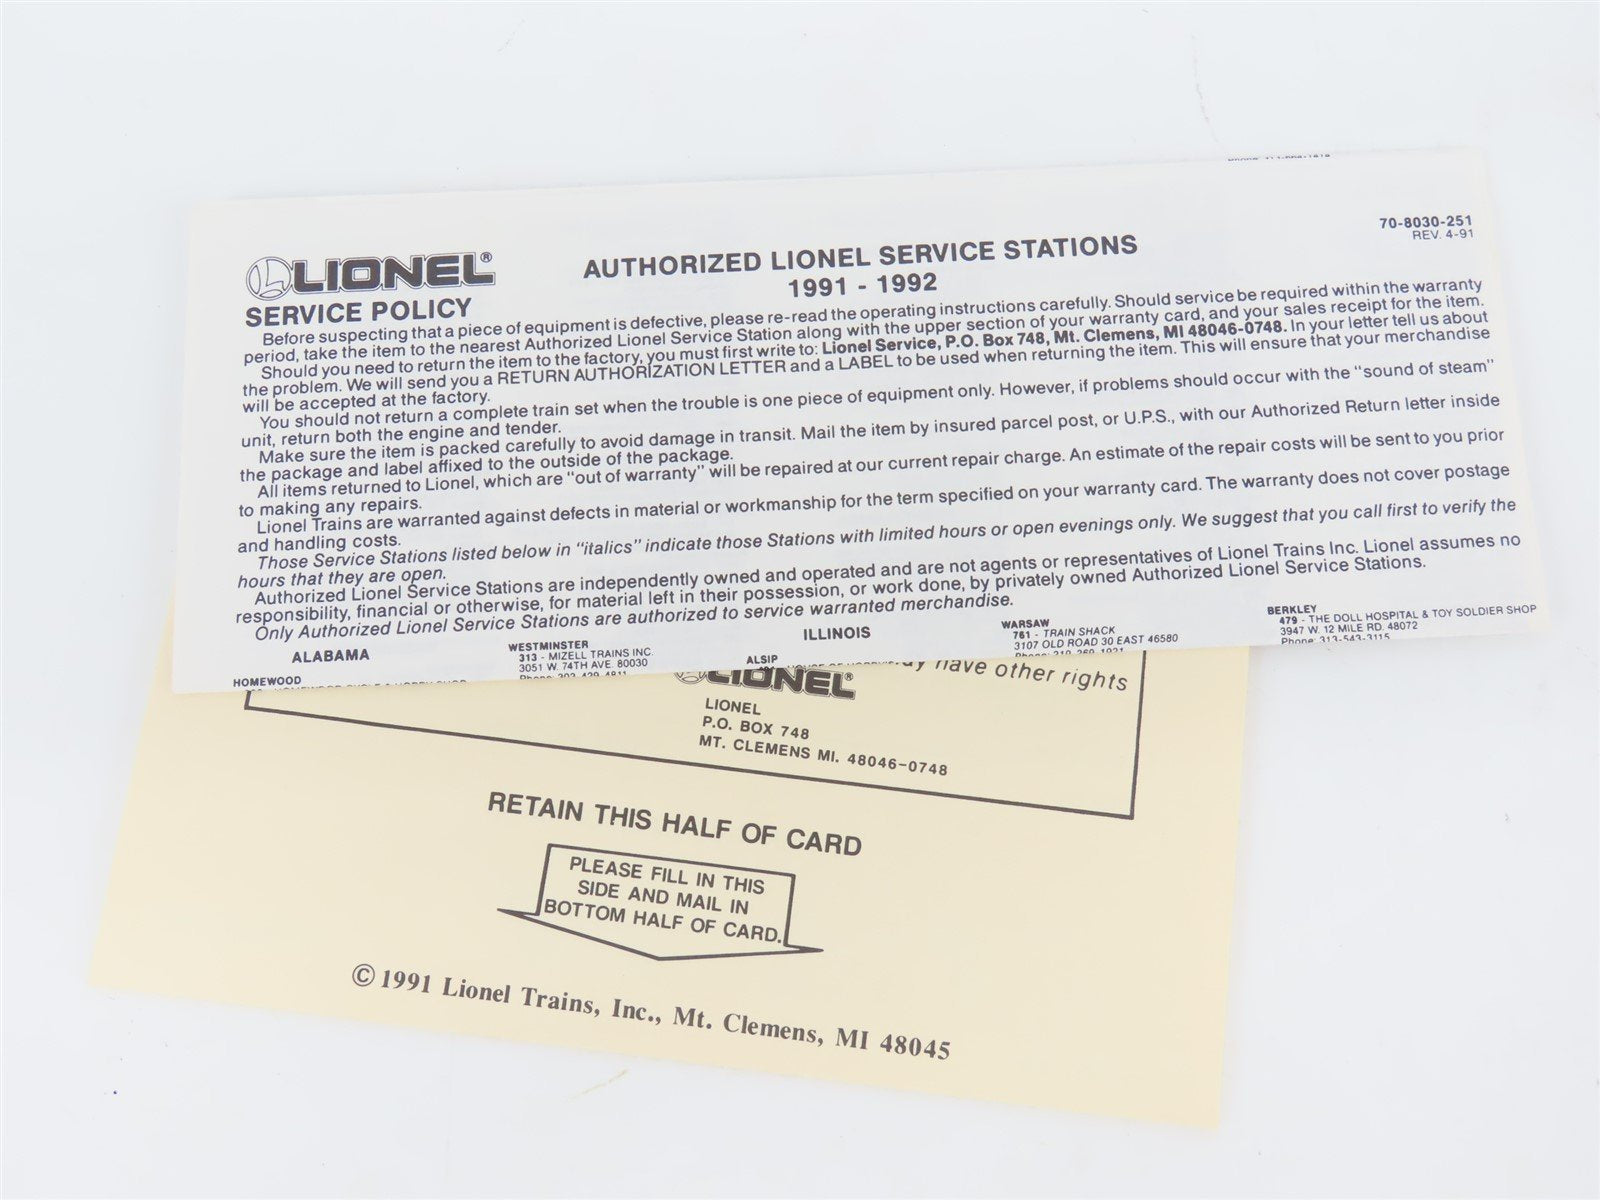 70-8030-251
REV. 4-91
LIONEL®
AUTHORIZED LIONEL SERVICE STATIONS
1991 - 1992
SERVICE POLICY
Before suspecting that a piece of equipment is defective, please re-read the operating instructions carefully. Should service be required within the warranty
period, take the item to the nearest Authorized Lionel Service Station along with the upper section of your warranty card, and your sales receipt for the item.
Should you need to return the item to the factory, you must first write to: Lionel Service, P.O. Box 748, Mt. Clemens, MI 48046-0748. In your letter tell us about
the problem. We will send you a RETURN AUTHORIZATION LETTER and a LABEL to be used when returning the item. This will ensure that your merchandise
will be accepted at the factory.
You should not return a complete train set when the trouble is one piece of equipment only. However, if problems should occur with the "sound of steam"
unit, return both the engine and tender.
Make sure the item is packed carefully to avoid damage in transit. Mail the item by insured parcel post, or U.P.S., with our Authorized Return letter inside
the package and label affixed to the outside of the package.
All items returned to Lionel, which are "out of warranty" will be repaired at our current repair charge. An estimate of the repair costs will be sent to you prior
to making any repairs.
Lionel Trains are warranted against defects in material or workmanship for the term specified on your warranty card. The warranty does not cover postage
and handling costs.
Those Service Stations listed below in "italics" indicate those Stations with limited hours or open evenings only. We suggest that you call first to verify the
hours that they are open.
Authorized Lionel Service Stations are independently owned and operated and are not agents or representatives of Lionel Trains Inc. Lionel assumes no
responsibility, financial or otherwise, for material left in their possession, or work done, by privately owned Authorized Lionel Service Stations.
Only Authorized Lionel Service Stations are authorized to service warranted merchandise.
ALABAMA
HOMEWOOD
WESTMINSTER
313 - MIZELL TRAINS INC.
3051 W. 74TH AVE. 80030
Phone: 303-429-4811
ILLINOIS
ALSIP
WARSAW
761 - TRAIN SHACK
3107 OLD ROAD 30 EAST 46580
Phone: 219-269-1921
BERKLEY
479 - THE DOLL HOSPITAL & TOY SOLDIER SHOP
3947 W. 12 MILE RD. 48072
Phone: 313-543-3115
have other rights
LIONEL®
LIONEL
P.O. BOX 748
MT. CLEMENS MI. 48046-0748
RETAIN THIS HALF OF CARD
PLEASE FILL IN THIS
SIDE AND MAIL IN
BOTTOM HALF OF CARD.
© 1991 Lionel Trains, Inc., Mt. Clemens, MI 48045